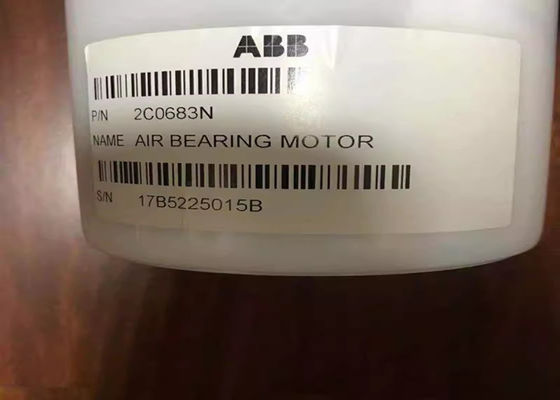 ABB
P/N 2C0683N
NAME AIR BEARING MOTOR
S/N 17B5225015B